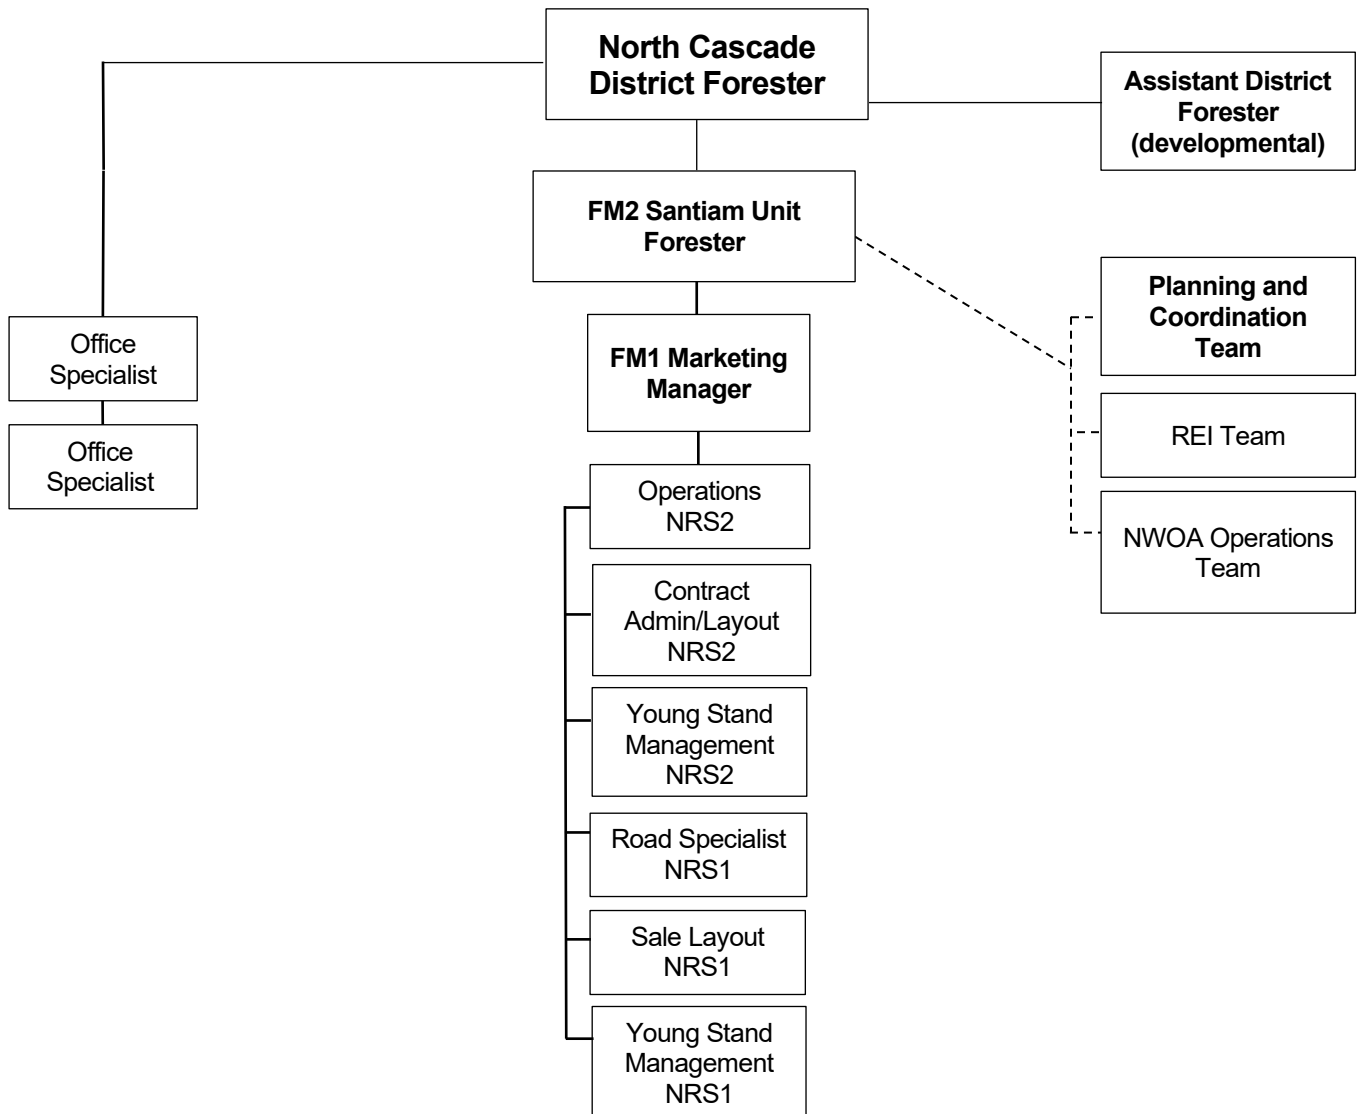 North Cascade
District Forester
Assistant District
Forester
(developmental)
FM2 Santiam Unit
Forester
Planning and
Coordination
Team
Office
Specialist
FM1 Marketing
Manager
REI Team
Office
Specialist
Operations
NRS2
NWOA Operations
Team
Contract
Admin/Layout
NRS2
Young Stand
Management
NRS2
Road Specialist
NRS1
Sale Layout
NRS1
Young Stand
Management
NRS1